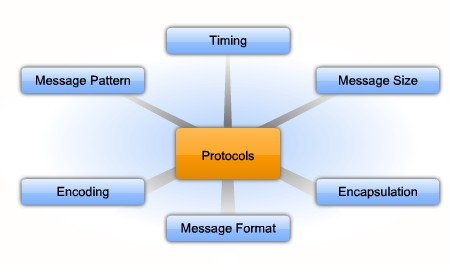 Timing
Message Pattern
Message Size
Protocols
Encoding
Encapsulation
Message Format